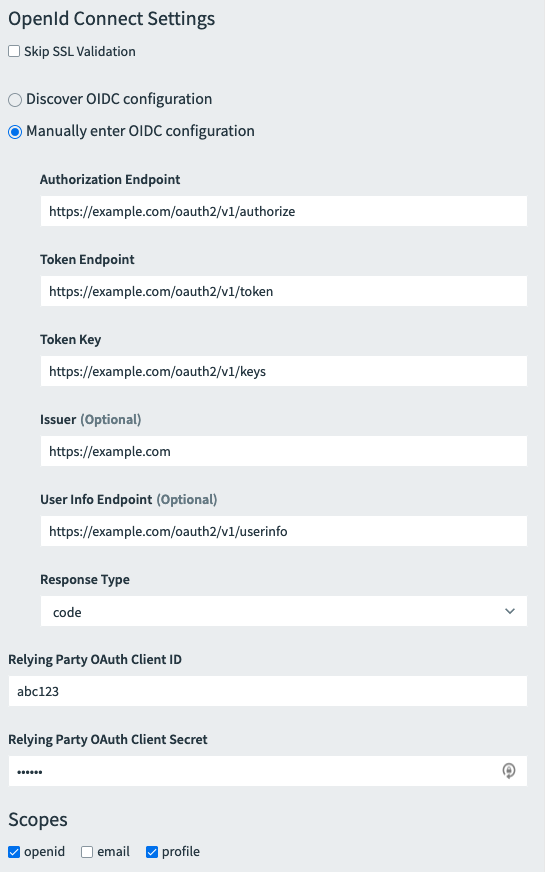 OpenId Connect Settings
Skip SSL Validation
Discover OIDC configuration
Manually enter OIDC configuration
Authorization Endpoint
https://example.com/oauth2/v1/authorize
Token Endpoint
https://example.com/oauth2/v1/token
Token Key
https://example.com/oauth2/v1/keys
Issuer (Optional)
https://example.com
User Info Endpoint (Optional)
https://example.com/oauth2/v1/userinfo
Response Type
code
Relying Party OAuth Client ID
abc123
Relying Party OAuth Client Secret
••••••
Scopes
openid email profile